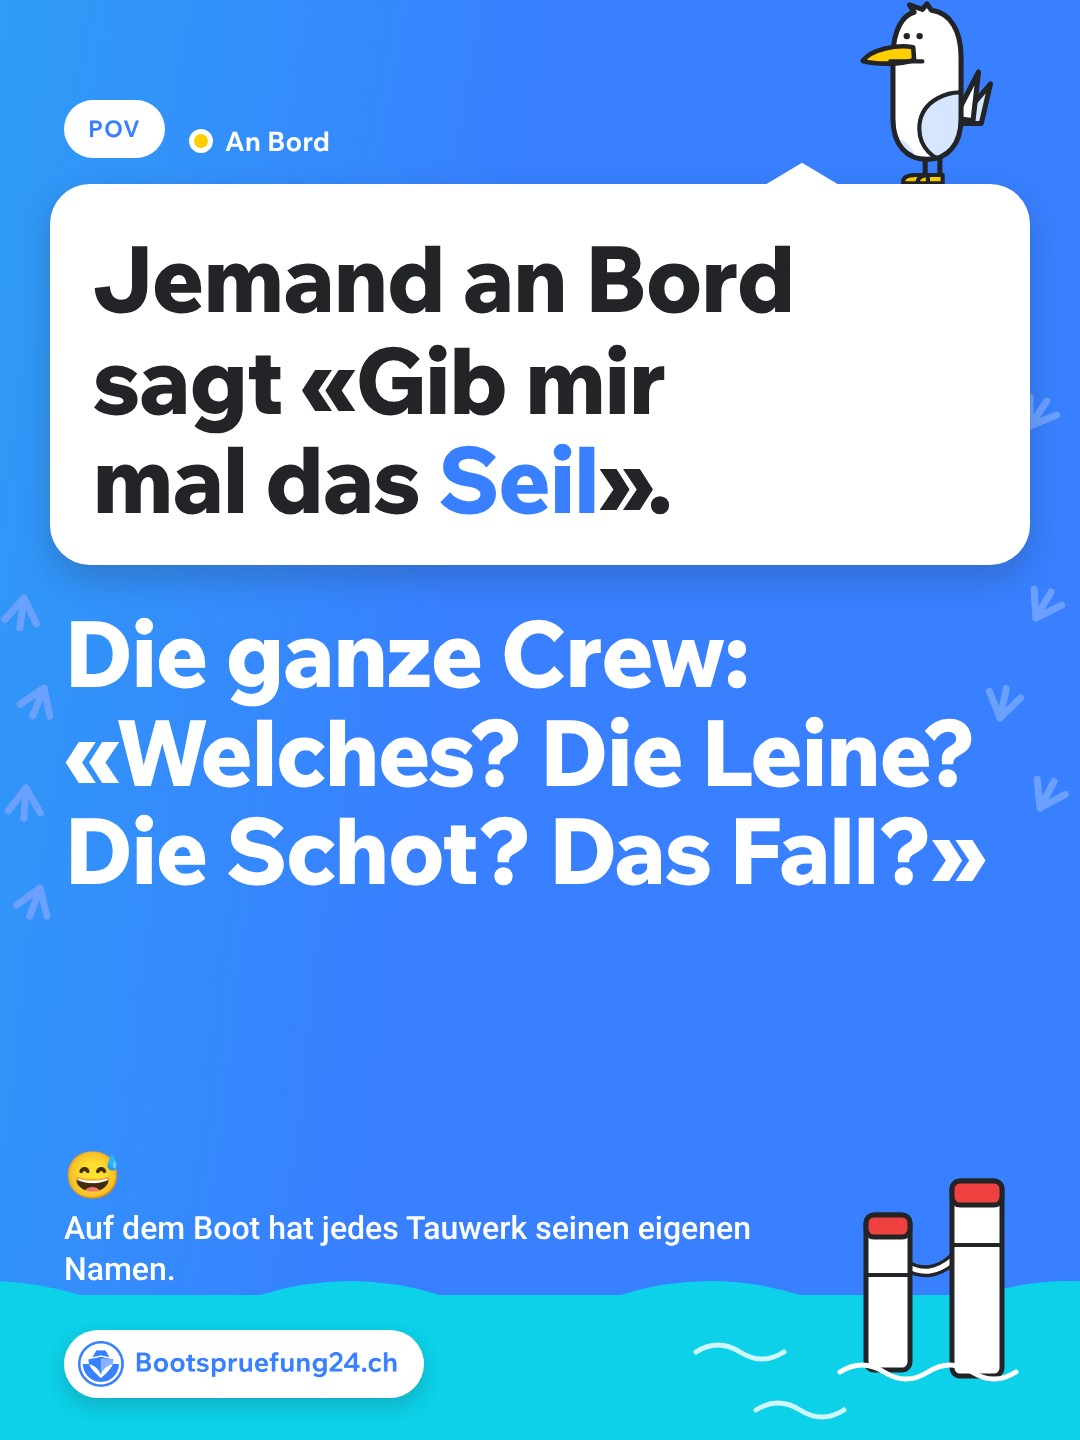 POV
An Bord
Jemand an Bord
sagt «Gib mir
mal das Seil».
Die ganze Crew:
«Welches? Die Leine?
Die Schot? Das Fall?»
😅
Auf dem Boot hat jedes Tauwerk seinen eigenen
Namen.
Bootspruefung24.ch